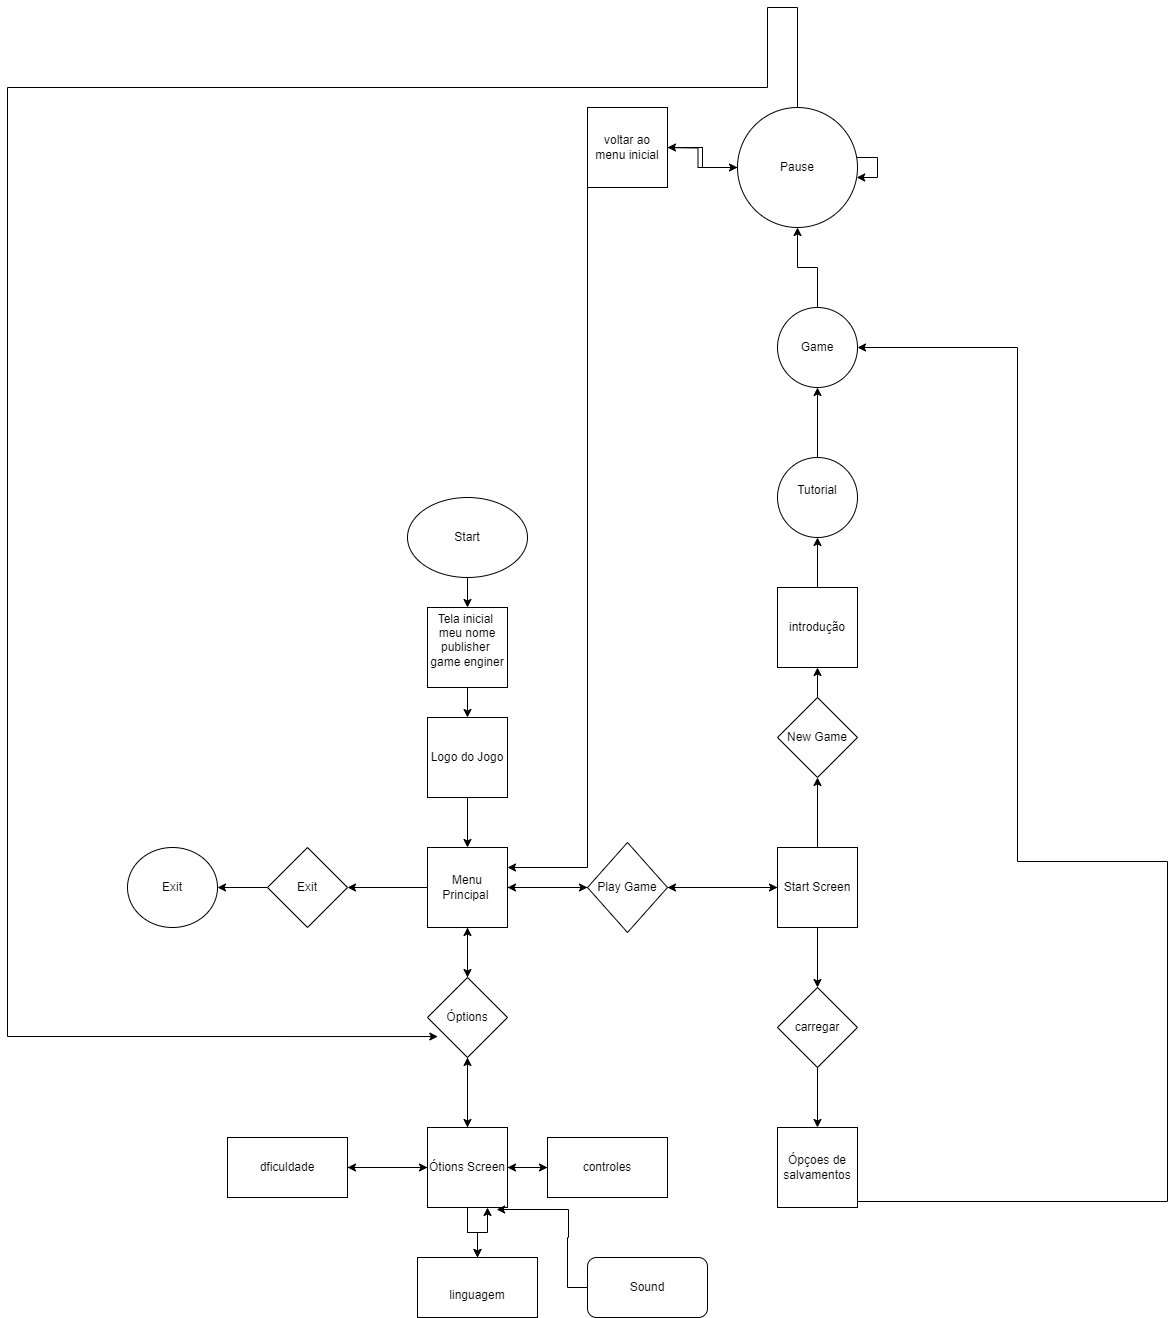 voltar ao
menu inicial
Pause
Game
Tutorial
Start
Tela inicial
meu nome
publisher
game enginer
introdução
New Game
Logo do Jogo
Exit
Exit
Menu
Principal
Play Game
Start Screen
Óptions
carregar
dficuldade
Ótions Screen
controles
Ópçoes de
salvamentos
linguagem
Sound